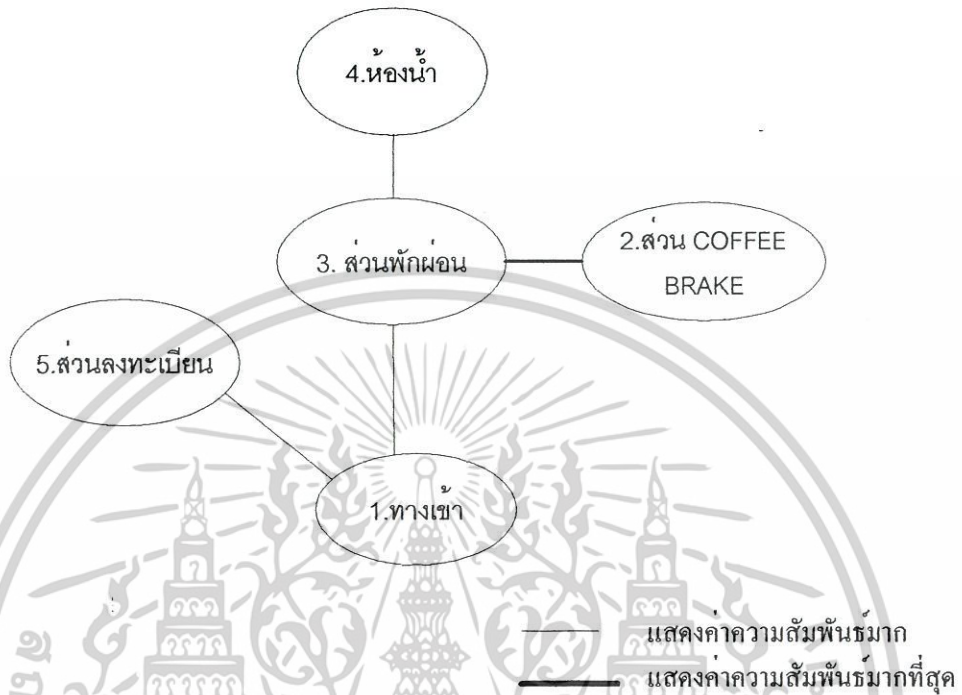 4.ห้องน้ำ
3. ส่วนพักผ่อน
2.ส่วน COFFEE
BRAKE
5.ส่วนลงทะเบียน
1.ทางเข้า
แสดงค่าความสัมพันธ์มาก
แสดงค่าความสัมพันธ์มากที่สุด